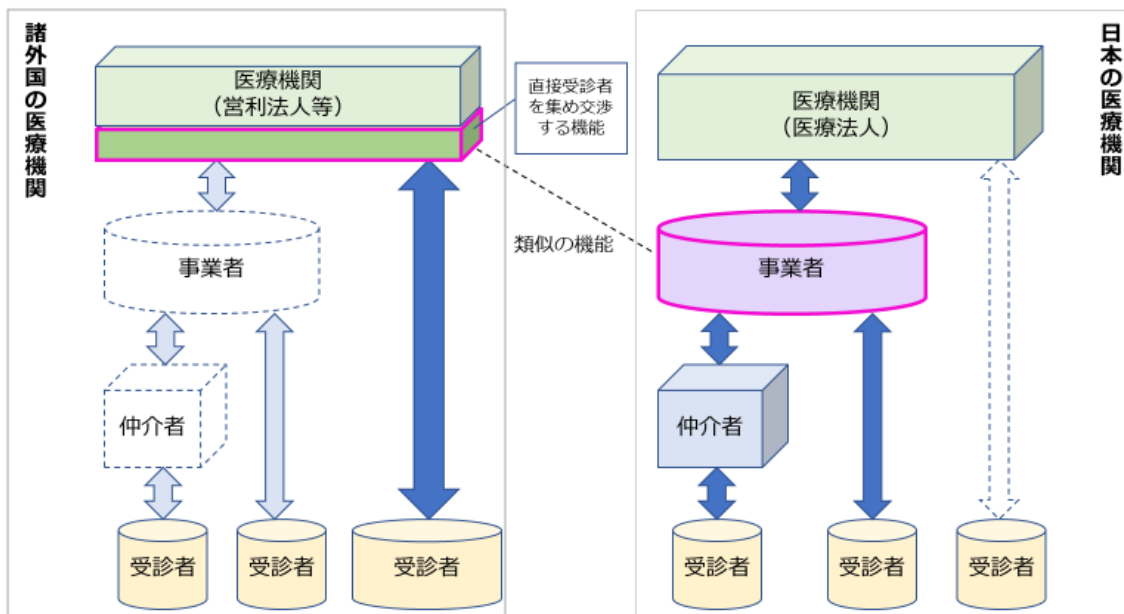 諸外国の医療機関
医療機関
（営利法人等）
直接受診者
を集め交渉
する機能
事業者
仲介者
受診者
受診者
受診者
類似の機能
日本の医療機関
医療機関
（医療法人）
事業者
仲介者
受診者
受診者
受診者